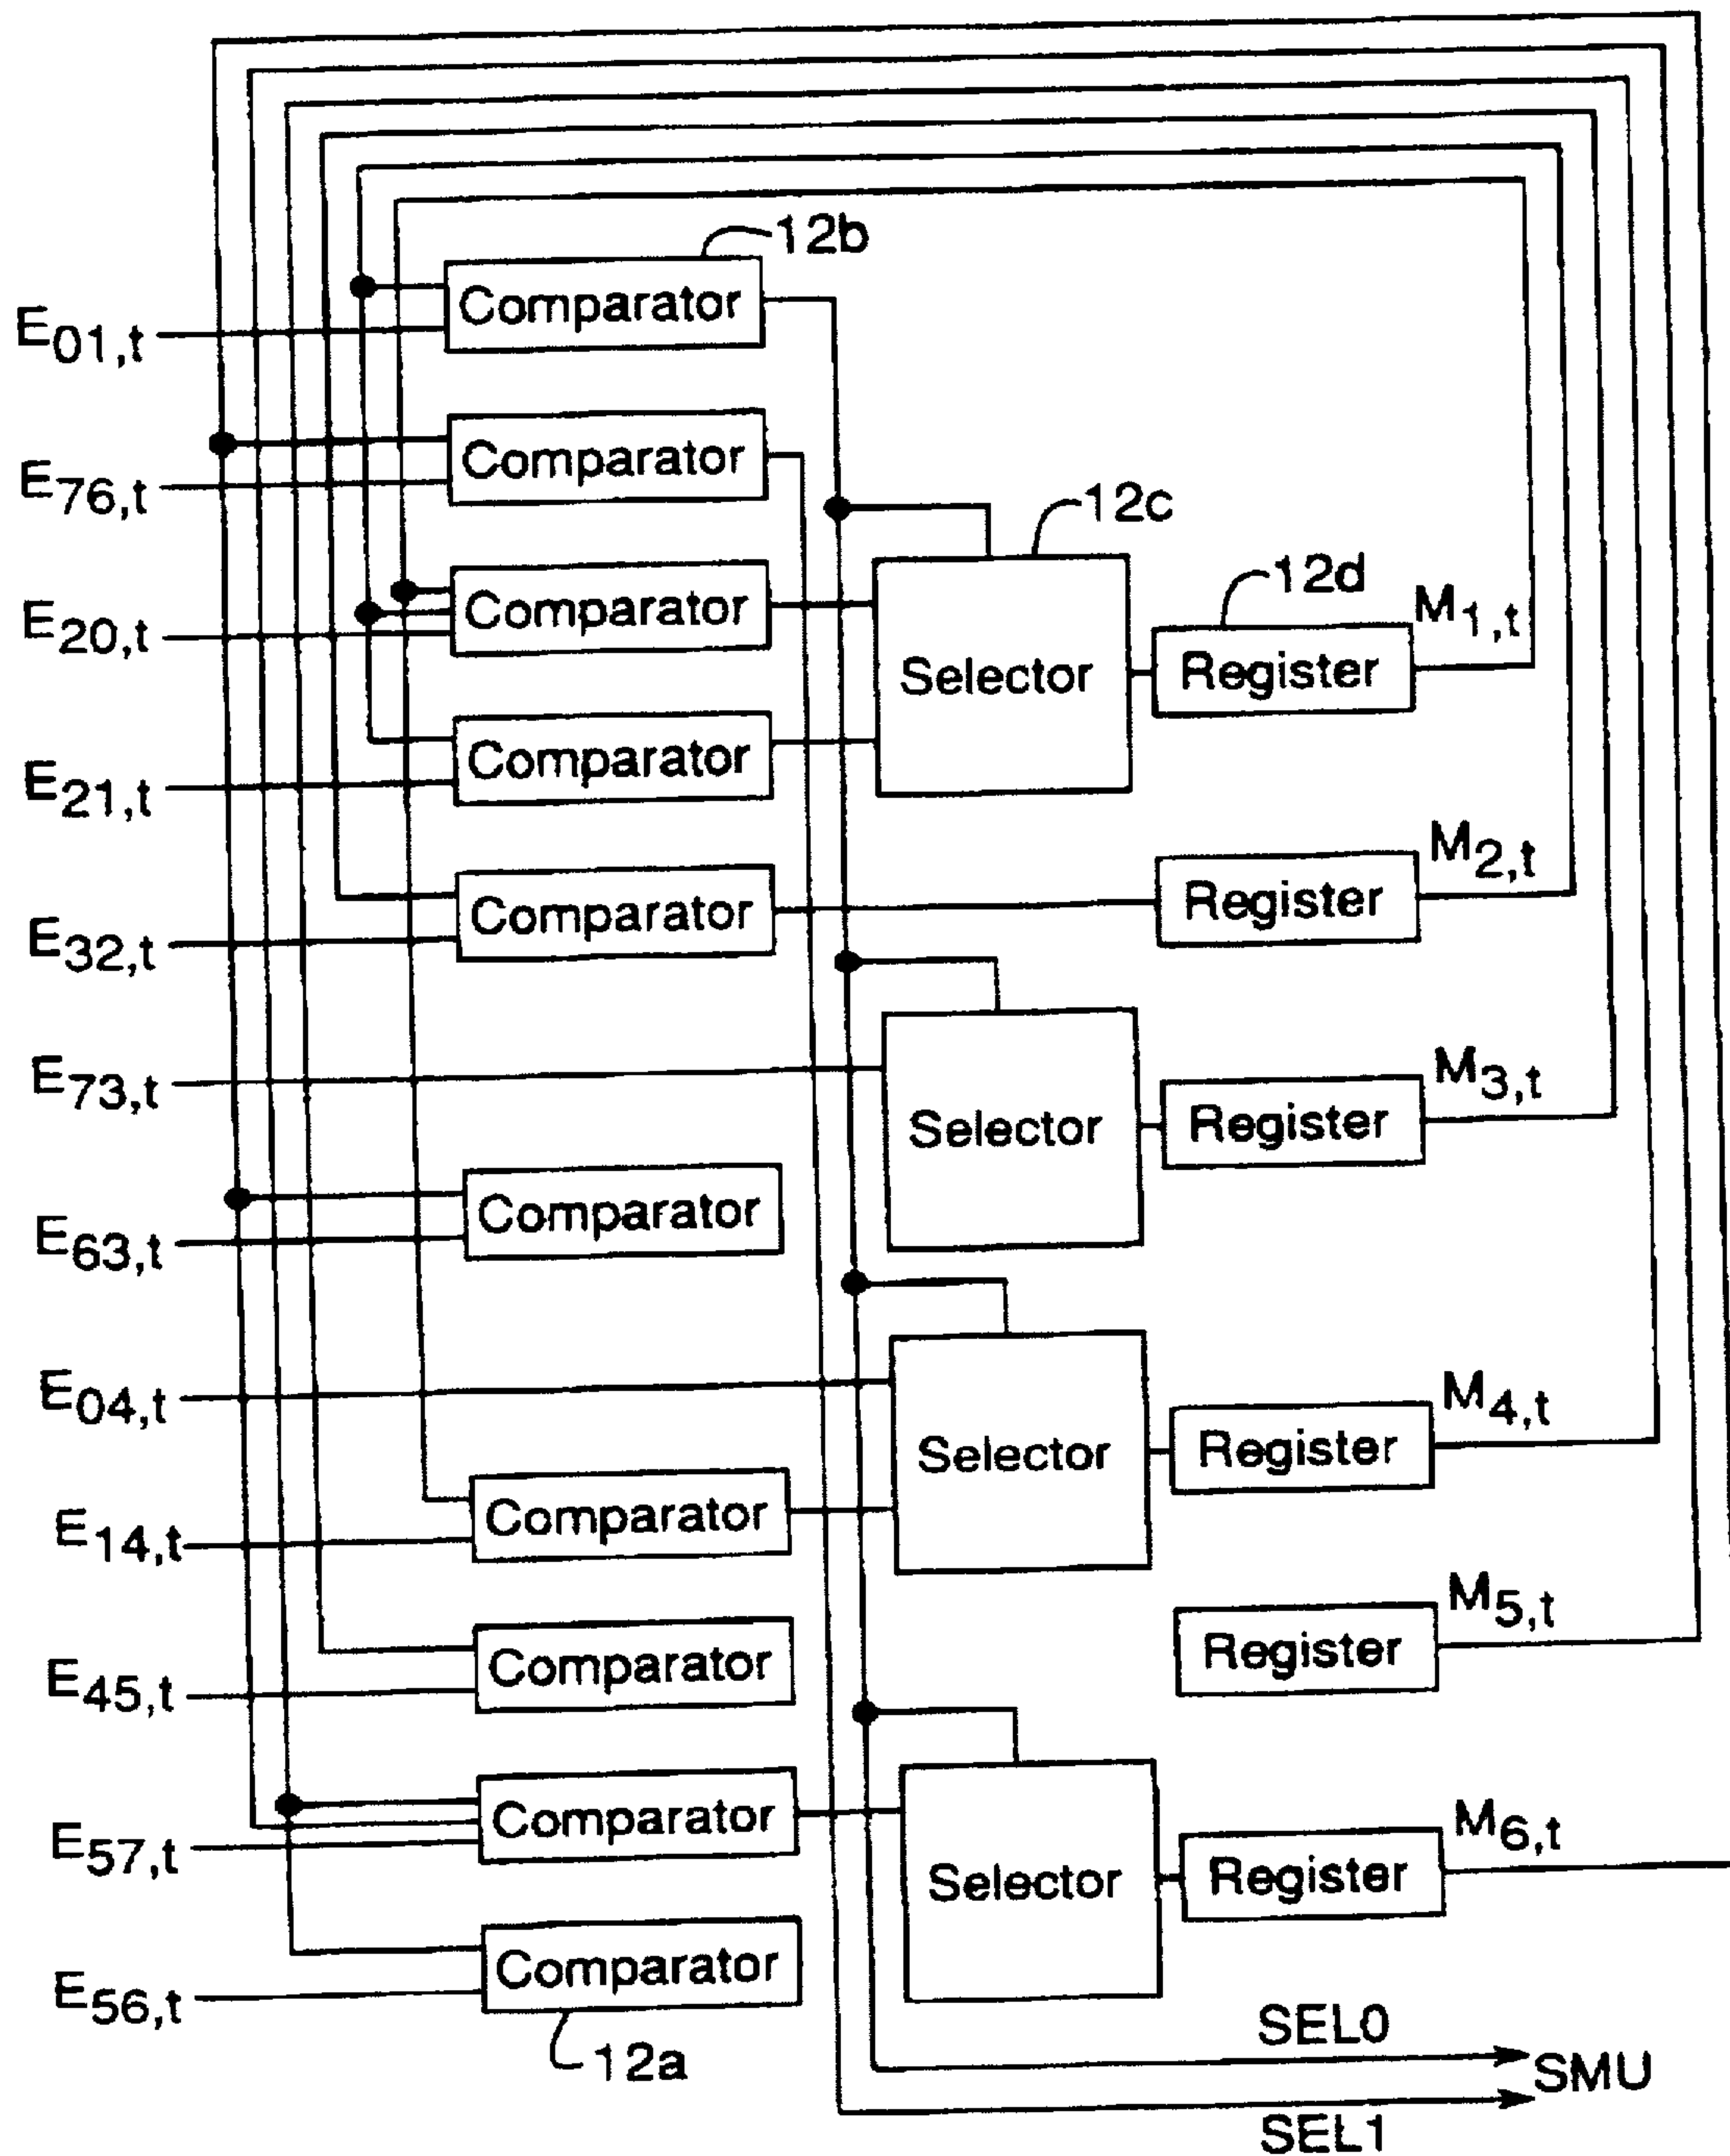 12b
Comparator
E01,t
Comparator
E76,t
12c
Comparator
12d
M1,t
E20,t
Selector
Register
Comparator
E21,t
M2,t
Comparator
Register
E32,t
E73,t
M3,t
Selector
Register
Comparator
E63,t
E04,t
M4,t
Selector
Register
Comparator
E14,t
M5,t
Comparator
Register
E45,t
Comparator
M6,t
E57,t
Selector
Register
Comparator
E56,t
12a
SEL0
SMU
SEL1